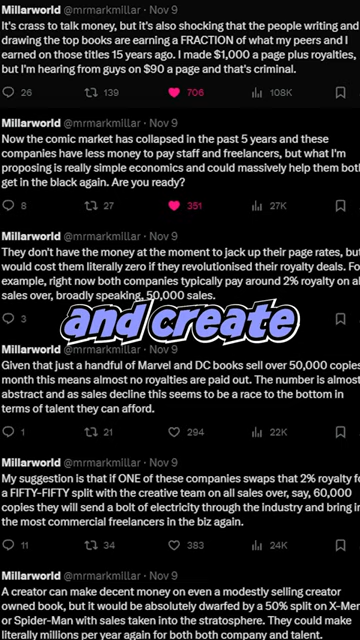 Millarworld @mrmarkmillar · Nov 9
It's crass to talk money, but it's also shocking that the people writing and
drawing the top books are earning a FRACTION of what my peers and I
earned on those titles 15 years ago. I made $1,000 a page plus royalties,
but I'm hearing from guys on $90 a page and that's criminal.
26 139 706 108K
Millarworld @mrmarkmillar · Nov 9
Now the comic market has collapsed in the past 5 years and these
companies have less money to pay staff and freelancers, but what I'm
proposing is really simple economics and could massively help them both
get in the black again. Are you ready?
8 27 351 27K
Millarworld @mrmarkmillar · Nov 9
They don't have the money at the moment to jack up their page rates, but
would cost them literally zero if they revolutionised their royalty deals. For
example, right now both companies typically pay around 2% royalty on al
sales over, broadly speaking, 50,000 sales.
3
and create
Millarworld @mrmarkmillar · Nov 9
Given that just a handful of Marvel and DC books sell over 50,000 copies
month this means almost no royalties are paid out. The number is almost
abstract and as sales decline this seems to be a race to the bottom in
terms of talent they can afford.
1 21 294 22K
Millarworld @mrmarkmillar · Nov 9
My suggestion is that if ONE of these companies swaps that 2% royalty fo
a FIFTY-FIFTY split with the creative team on all sales over, say, 60,000
copies they will send a bolt of electricity through the industry and bring in
the most commercial freelancers in the biz again.
11 34 383 24K
Millarworld @mrmarkmillar · Nov 9
A creator can make decent money on even a modestly selling creator
owned book, but it would be absolutely dwarfed by a 50% split on X-Men
or Spider-Man with sales taken into the stratosphere. They could make
literally millions per year again for both both company and talent.